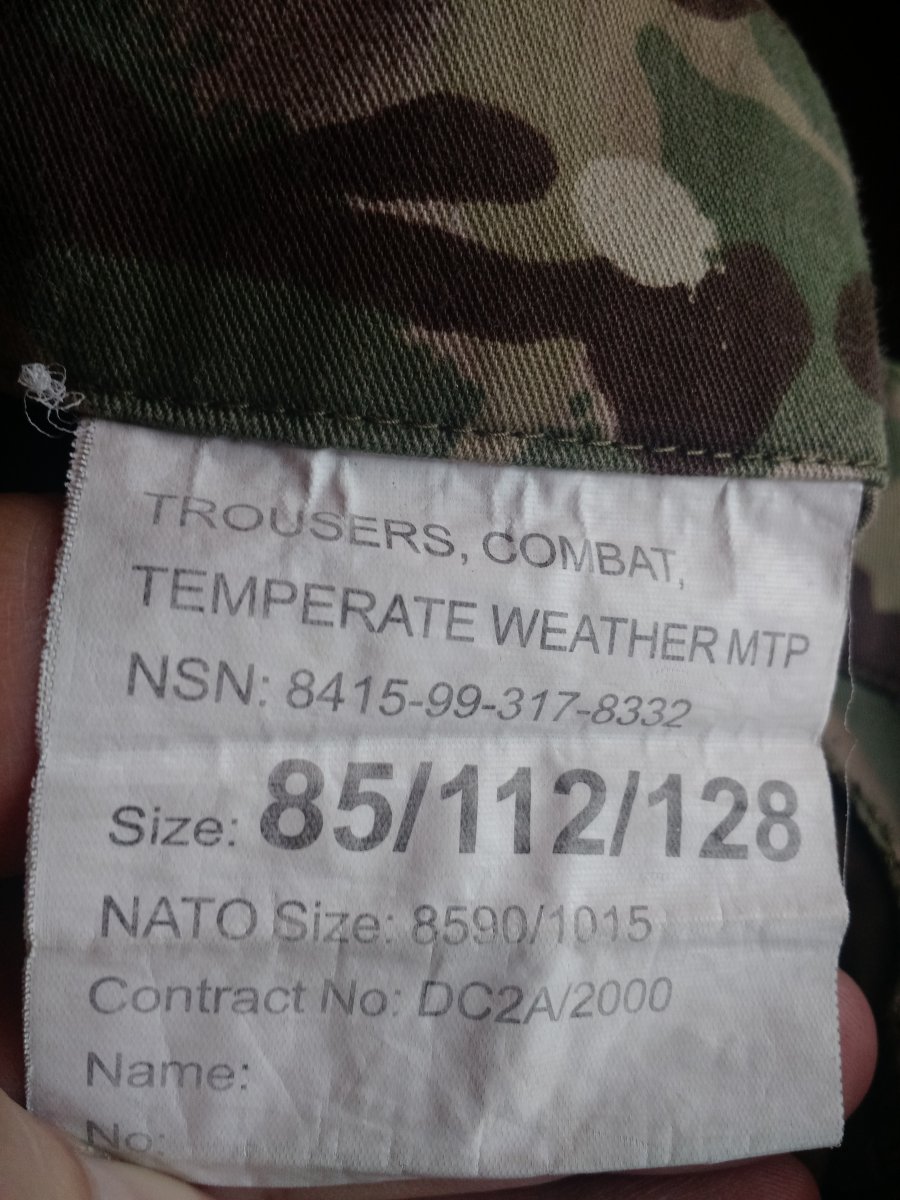 TROUSERS, COMBAT,
TEMPERATE WEATHER MTP
NSN: 8415-99-317-8332
Size: 85/112/128
NATO Size: 8590/1015
Contract No: DC2A/2000
Name:
No: